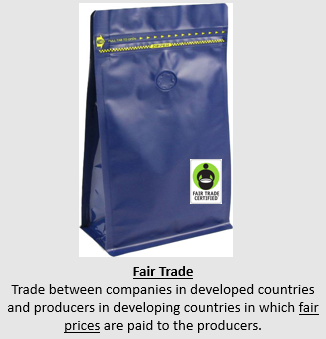 FAIR TRADE
CERTIFIED
Fair Trade
Trade between companies in developed countries
and producers in developing countries in which fair
prices are paid to the producers.